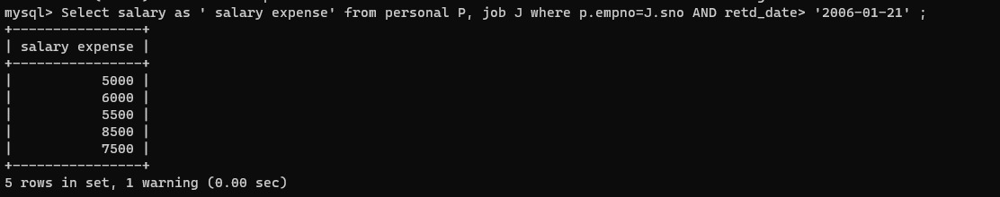 mysql> Select salary as ' salary expense' from personal P, job J where p.empno=J.sno AND retd_date> '2006-01-21' ;
+----------------+
| salary expense |
+----------------+
|           5000 |
|           6000 |
|           5500 |
|           8500 |
|           7500 |
+----------------+
5 rows in set, 1 warning (0.00 sec)